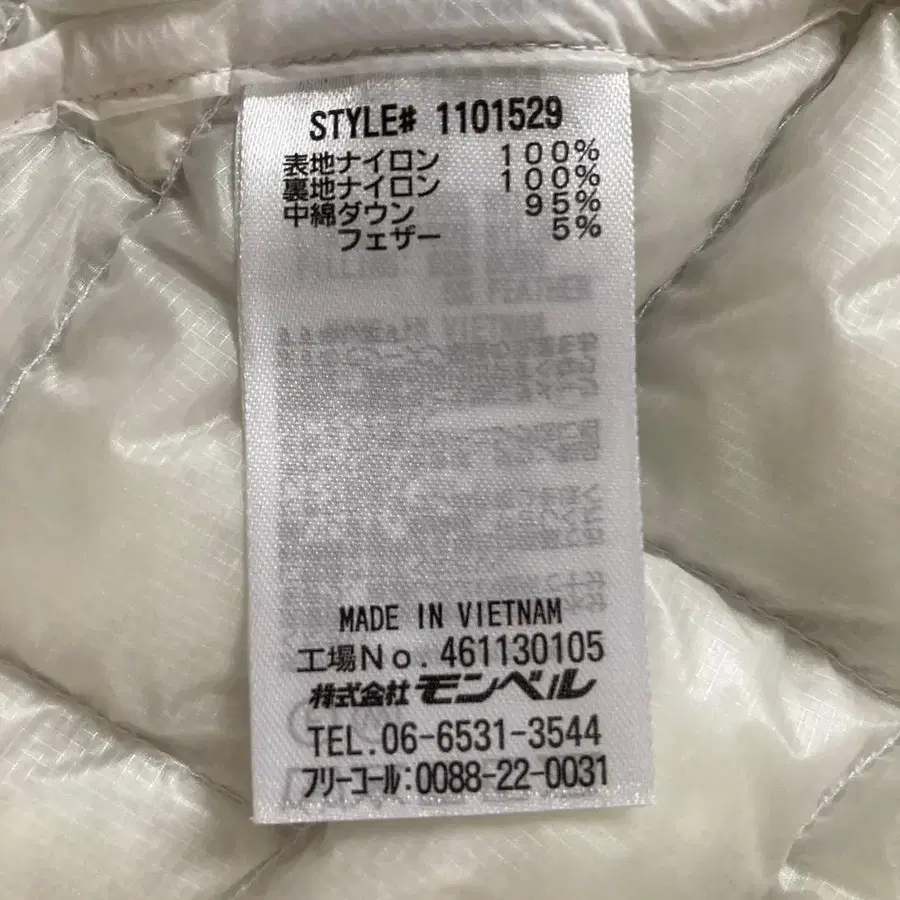 STYLE# 1101529
表地ナイロン 100%
裏地ナイロン 100%
中綿ダウン 95%
フェザー 5%
MADE IN VIETNAM
工場No.461130105
株式会社モンベル
TEL.06-6531-3544
フリーコール:0088-22-0031